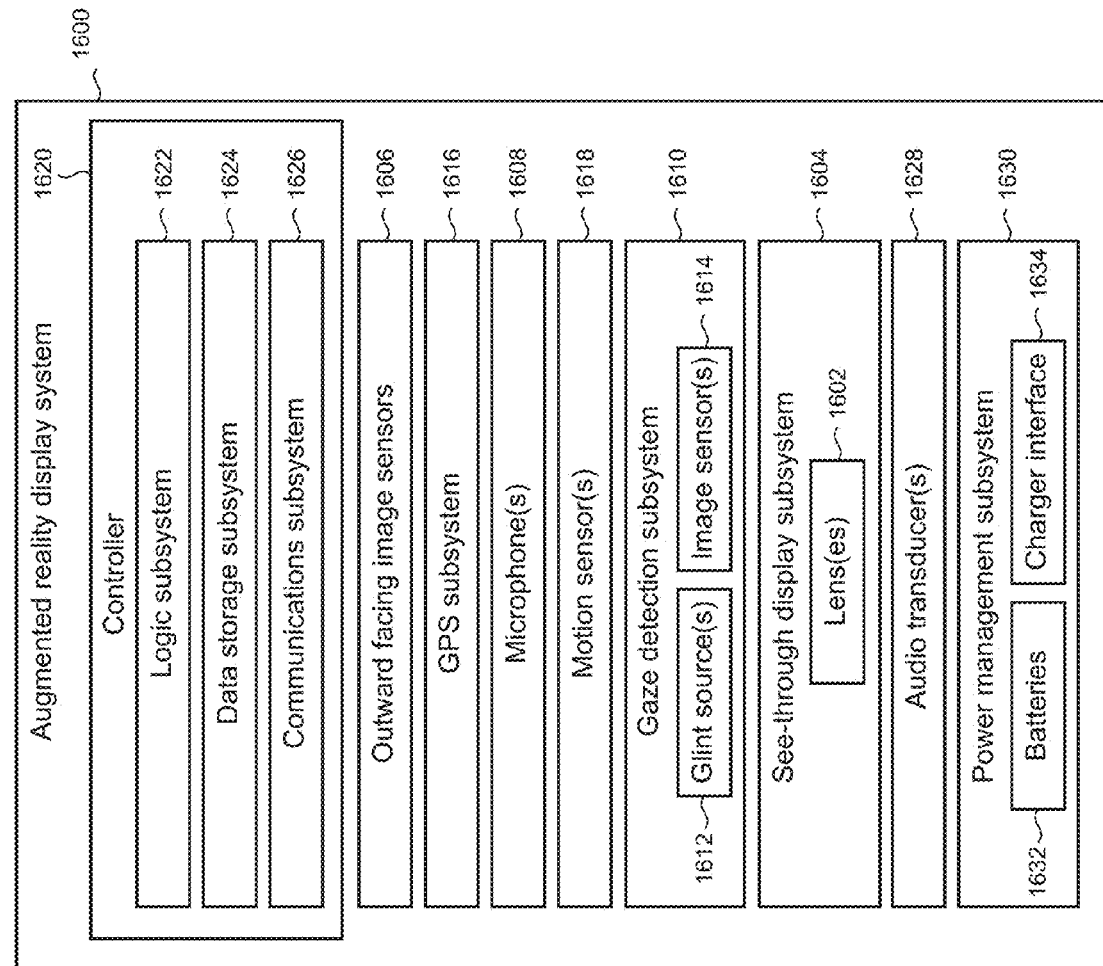 Augmented reality display system
1600
1620
Controller
Logic subsystem
1622
Data storage subsystem
1624
Communications subsystem
1626
Outward facing image sensors
1606
GPS subsystem
1616
Microphone(s)
1608
Motion sensor(s)
1618
Gaze detection subsystem
1610
1612
Glint source(s)
Image sensor(s)
1614
See-through display subsystem
1604
Lens(es)
1602
Audio transducer(s)
1628
Power management subsystem
1630
1632
Batteries
Charger interface
1634